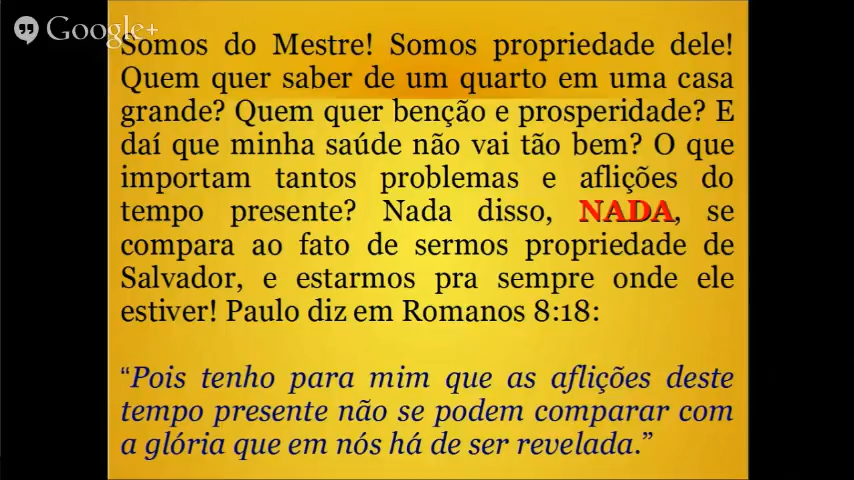 Google+
Somos do Mestre! Somos propriedade dele!
Quem quer saber de um quarto em uma casa
grande? Quem quer benção e prosperidade? E
daí que minha saúde não vai tão bem? O que
importam tantos problemas e aflições do
tempo presente? Nada disso, NADA, se
compara ao fato de sermos propriedade de
Salvador, e estarmos pra sempre onde ele
estiver! Paulo diz em Romanos 8:18:
“Pois tenho para mim que as aflições deste
tempo presente não se podem comparar com
a glória que em nós há de ser revelada.”